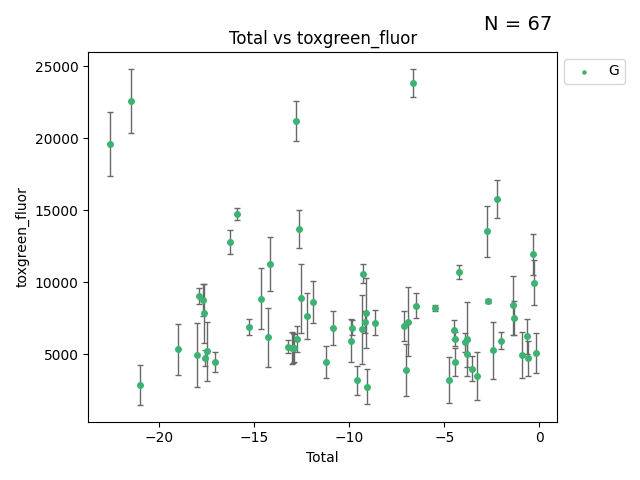 N = 67
Total vs toxgreen_fluor
G
25000
20000
15000
10000
5000
toxgreen_fluor
−20
−15
−10
−5
0
Total